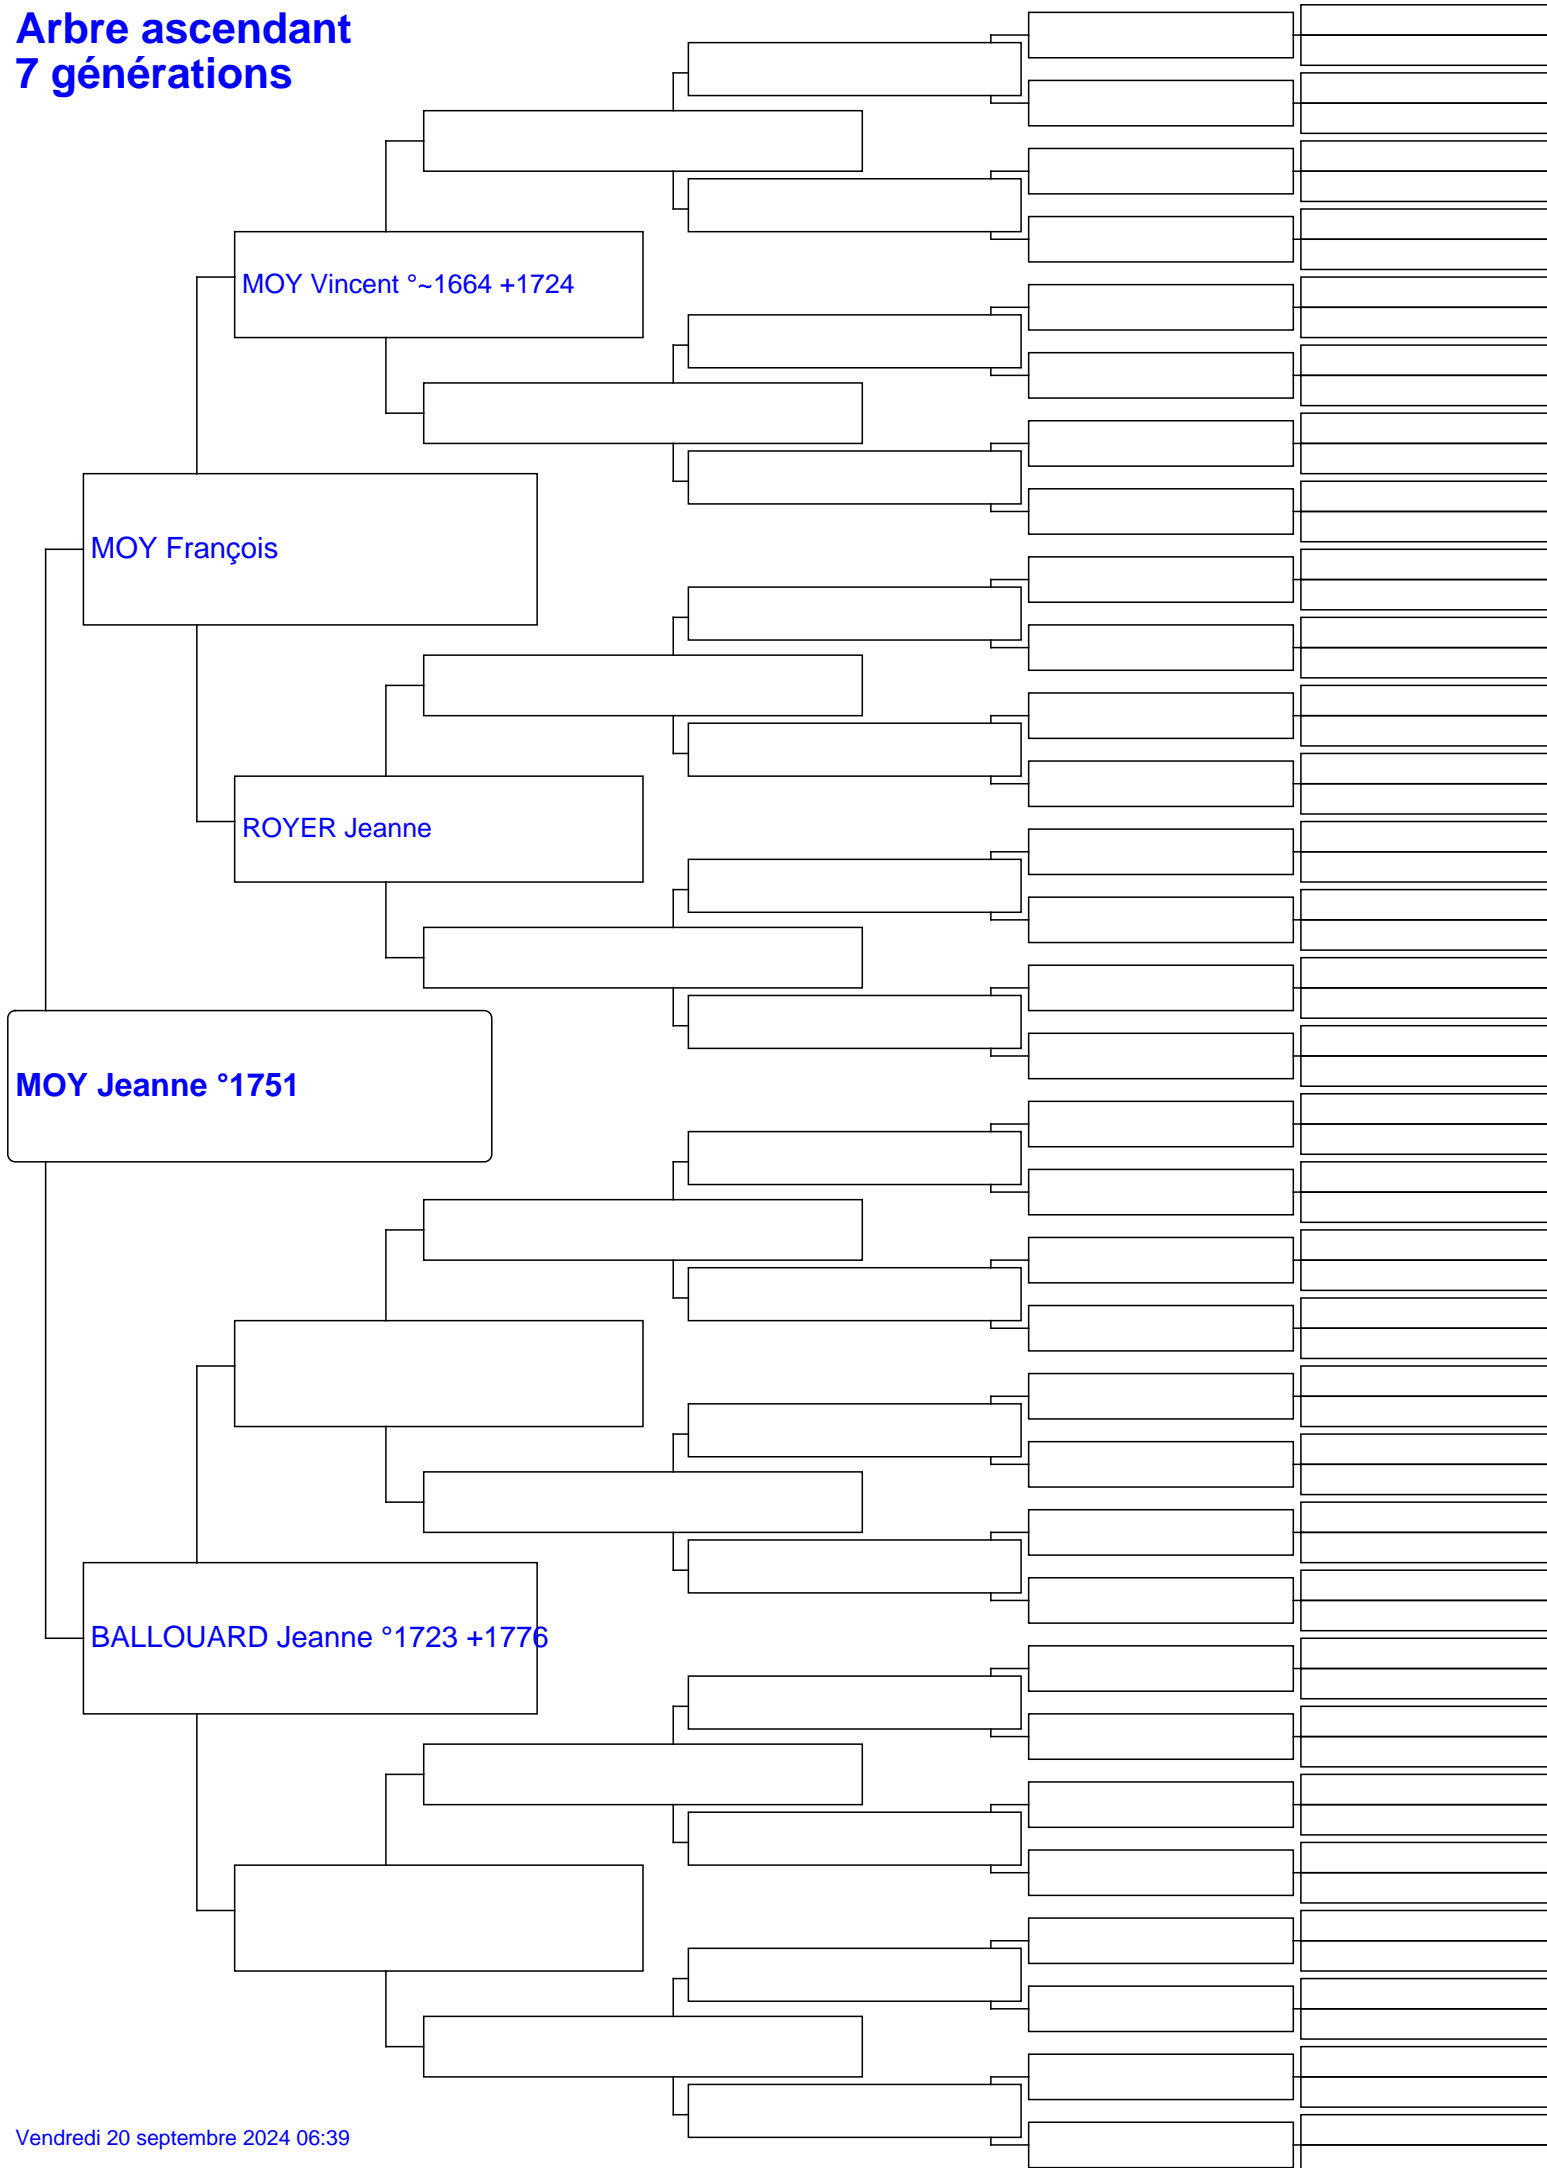 Arbre ascendant
7 générations
MOY Vincent °~1664 +1724
MOY François
ROYER Jeanne
MOY Jeanne °1751
BALLOUARD Jeanne °1723 +1776
Vendredi 20 septembre 2024 06:39